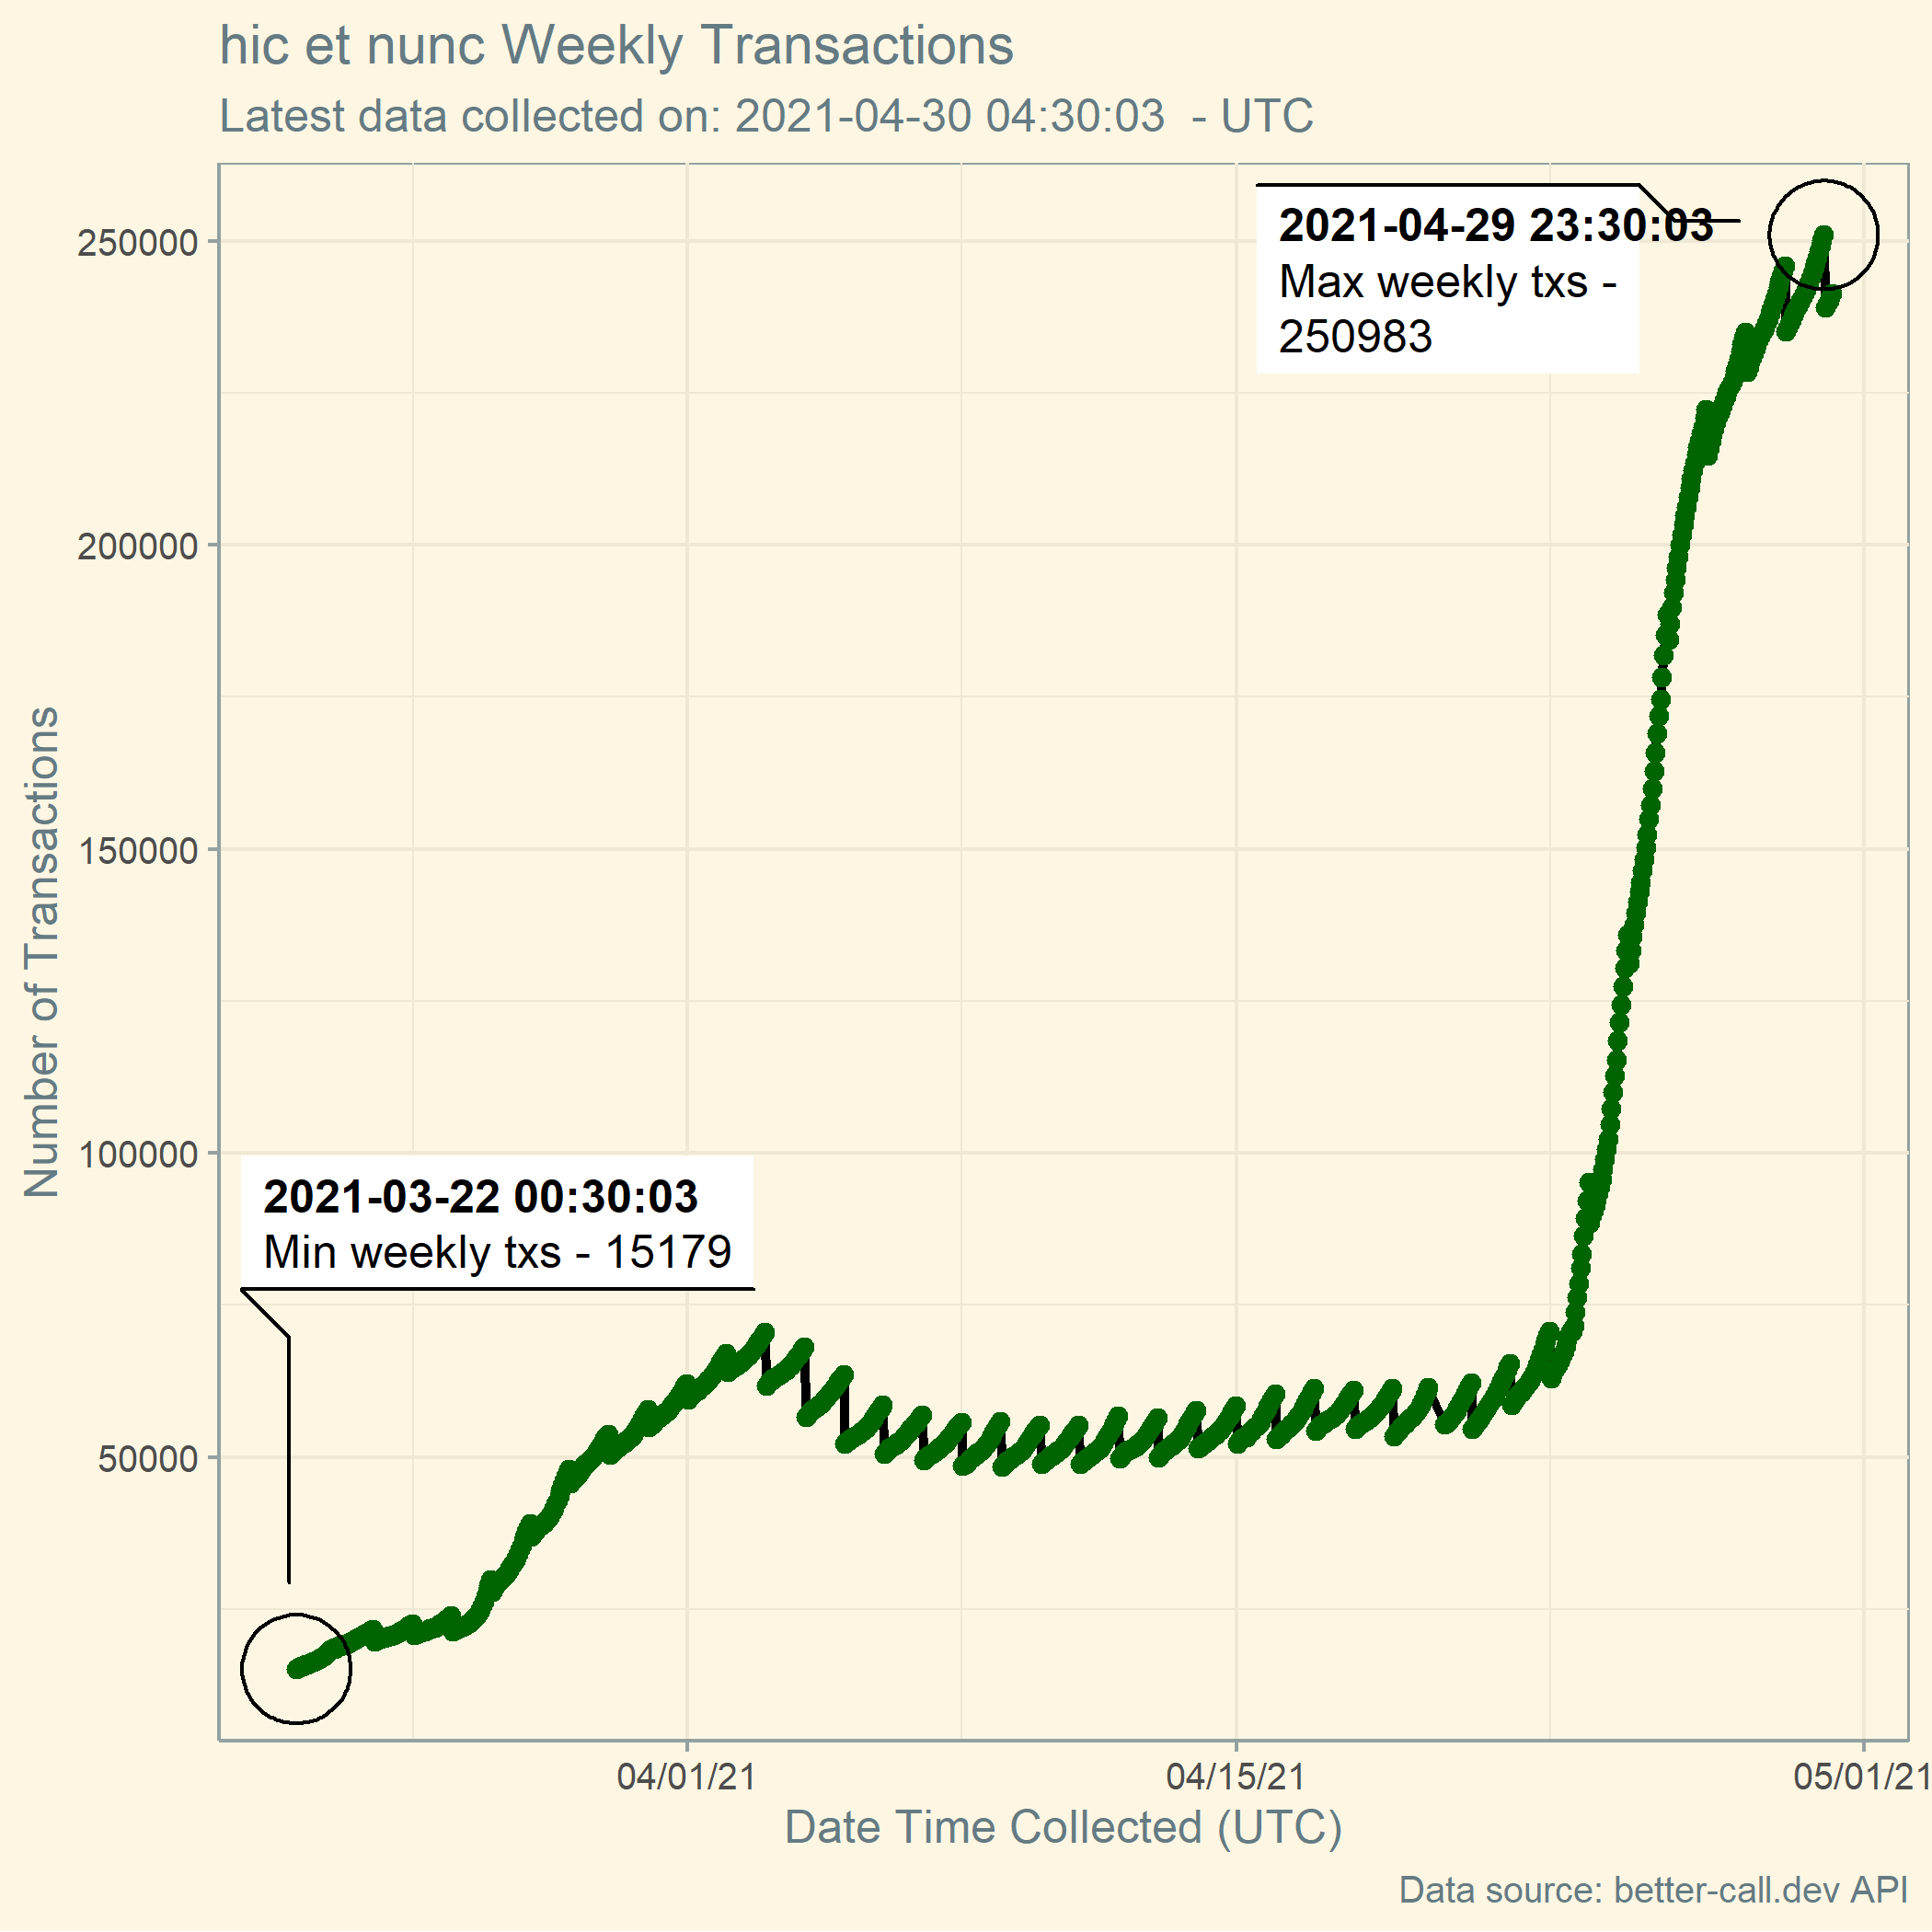 hic et nunc Weekly Transactions
Latest data collected on: 2021-04-30 04:30:03  - UTC
2021-04-29 23:30:03
Max weekly txs -
250983
250000
200000
150000
100000
50000
Number of Transactions
2021-03-22 00:30:03
Min weekly txs - 15179
04/01/21
04/15/21
05/01/21
Date Time Collected (UTC)
Data source: better-call.dev API